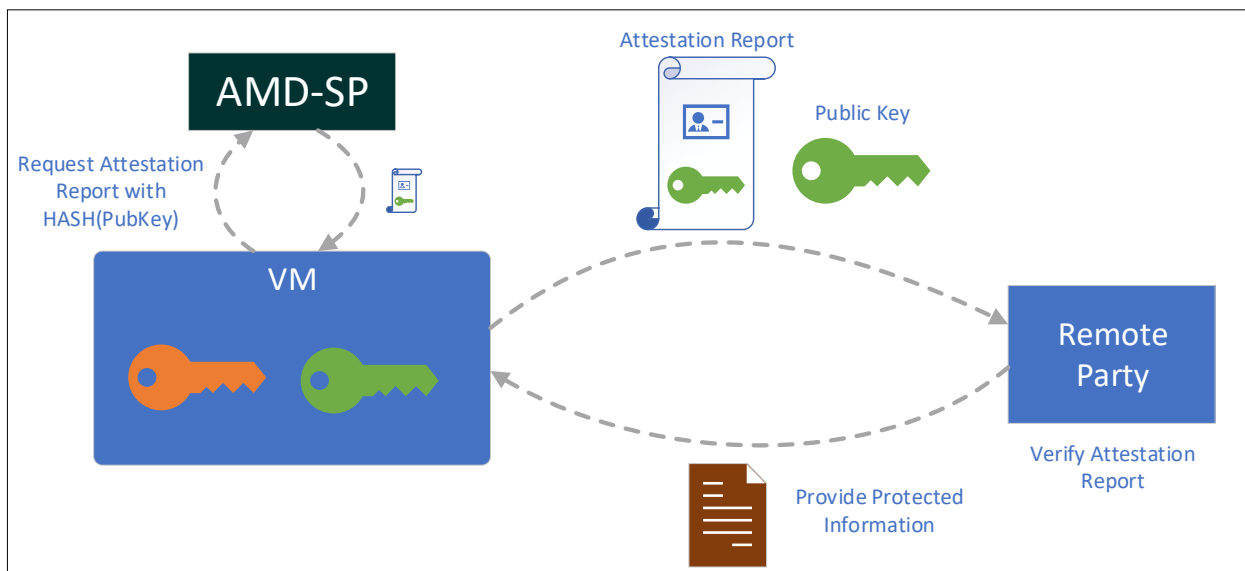 AMD-SP
Request Attestation
Report with
HASH(PubKey)
VM
Attestation Report
Public Key
Remote
Party
Verify Attestation
Report
Provide Protected
Information